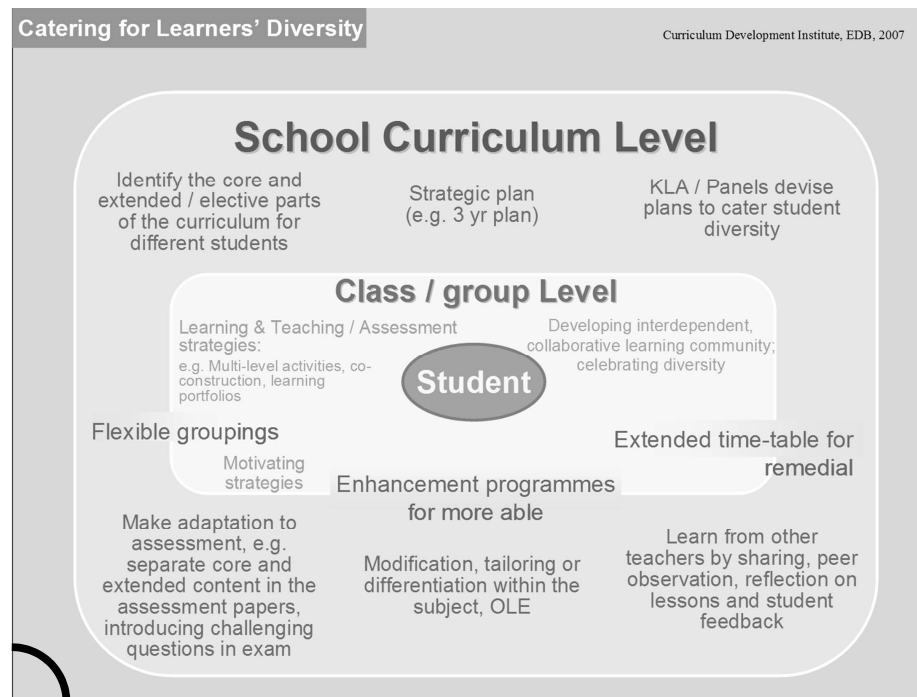 Catering for Learners' Diversity
Curriculum Development Institute, EDB, 2007
School Curriculum Level
Identify the core and
extended / elective parts
of the curriculum for
different students
Strategic plan
(e.g. 3 yr plan)
KLA / Panels devise
plans to cater student
diversity
Class / group Level
Learning & Teaching / Assessment
strategies:
e.g. Multi-level activities, co-
construction, learning
portfolios
Developing interdependent,
collaborative learning community;
celebrating diversity
Student
Flexible groupings
Extended time-table for
remedial
Motivating
strategies
Enhancement programmes
for more able
Make adaptation to
assessment, e.g.
separate core and
extended content in the
assessment papers,
introducing challenging
questions in exam
Modification, tailoring or
differentiation within the
subject, OLE
Learn from other
teachers by sharing, peer
observation, reflection on
lessons and student
feedback